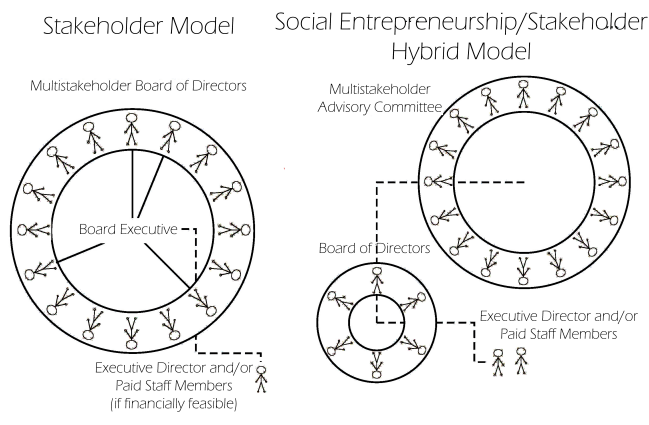 Stakeholder Model
Social Entrepreneurship/Stakeholder
Hybrid Model
Multistakeholder Board of Directors
Board Executive
Executive Director and/or
Paid Staff Members
(if financially feasible)
Multistakeholder
Advisory Committee
Board of Directors
Executive Director and/or
Paid Staff Members